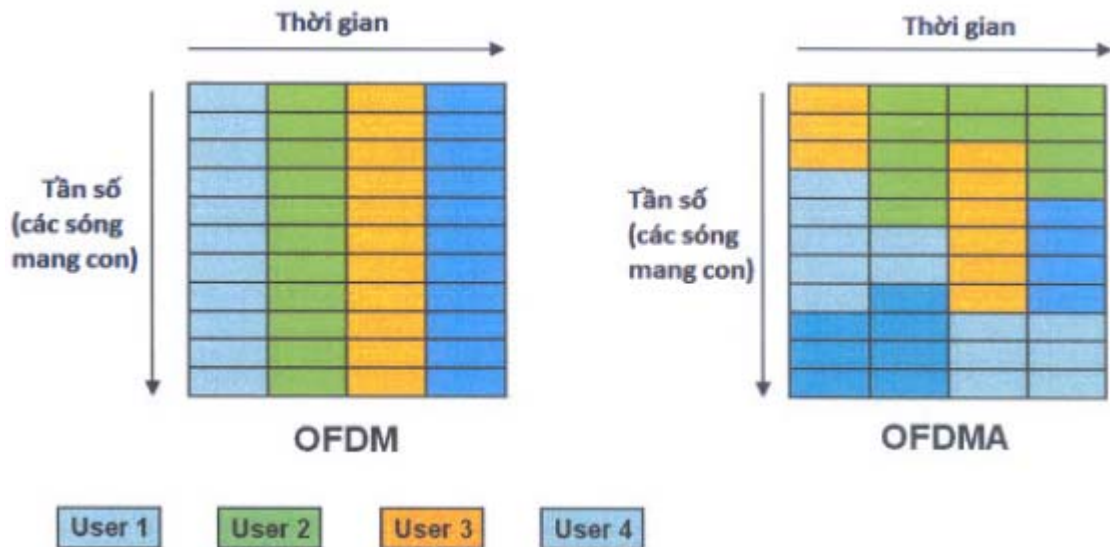 Thời gian
Thời gian
Tần số
(các sóng
mang con)
Tần số
(các sóng
mang con)
OFDM
OFDMA
User 1
User 2
User 3
User 4